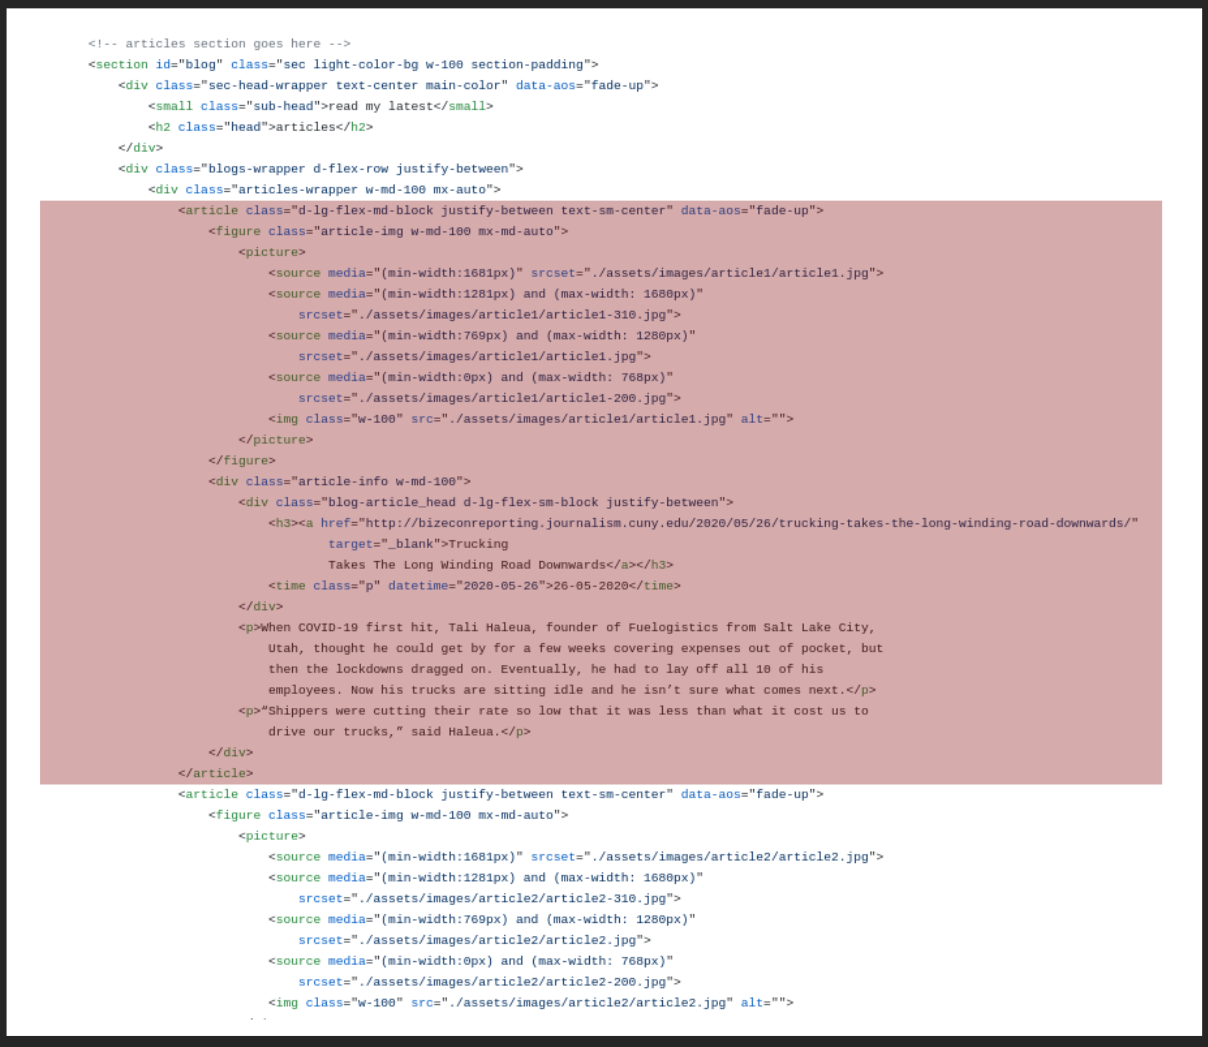 <!-- articles section goes here -->
<section id="blog" class="sec light-color-bg w-100 section-padding">
<div class="sec-head-wrapper text-center main-color" data-aos="fade-up">
<small class="sub-head">read my latest</small>
<h2 class="head">articles</h2>
</div>
<div class="blogs-wrapper d-flex-row justify-between">
<div class="articles-wrapper w-md-100 mx-auto">
<article class="d-lg-flex-md-block justify-between text-sm-center" data-aos="fade-up">
<figure class="article-img w-md-100 mx-md-auto">
<picture>
<source media="(min-width:1681px)" srcset="./assets/images/article1/article1.jpg">
<source media="(min-width:1281px) and (max-width: 1680px)"
srcset="./assets/images/article1/article1-310.jpg">
<source media="(min-width:769px) and (max-width: 1280px)"
srcset="./assets/images/article1/article1.jpg">
<source media="(min-width:0px) and (max-width: 768px)"
srcset="./assets/images/article1/article1-200.jpg">
<img class="w-100" src="./assets/images/article1/article1.jpg" alt="">
</picture>
</figure>
<div class="article-info w-md-100">
<div class="blog-article_head d-lg-flex-sm-block justify-between">
<h3><a href="http://bizeconreporting.journalism.cuny.edu/2020/05/26/trucking-takes-the-long-winding-road-downwards/"
target="_blank">Trucking
Takes The Long Winding Road Downwards</a></h3>
<time class="p" datetime="2020-05-26">26-05-2020</time>
</div>
<p>When COVID-19 first hit, Tali Haleua, founder of Fuelogistics from Salt Lake City,
Utah, thought he could get by for a few weeks covering expenses out of pocket, but
then the lockdowns dragged on. Eventually, he had to lay off all 10 of his
employees. Now his trucks are sitting idle and he isn’t sure what comes next.</p>
<p>“Shippers were cutting their rate so low that it was less than what it cost us to
drive our trucks,” said Haleua.</p>
</div>
</article>
<article class="d-lg-flex-md-block justify-between text-sm-center" data-aos="fade-up">
<figure class="article-img w-md-100 mx-md-auto">
<picture>
<source media="(min-width:1681px)" srcset="./assets/images/article2/article2.jpg">
<source media="(min-width:1281px) and (max-width: 1680px)"
srcset="./assets/images/article2/article2-310.jpg">
<source media="(min-width:769px) and (max-width: 1280px)"
srcset="./assets/images/article2/article2.jpg">
<source media="(min-width:0px) and (max-width: 768px)"
srcset="./assets/images/article2/article2-200.jpg">
<img class="w-100" src="./assets/images/article2/article2.jpg" alt="">